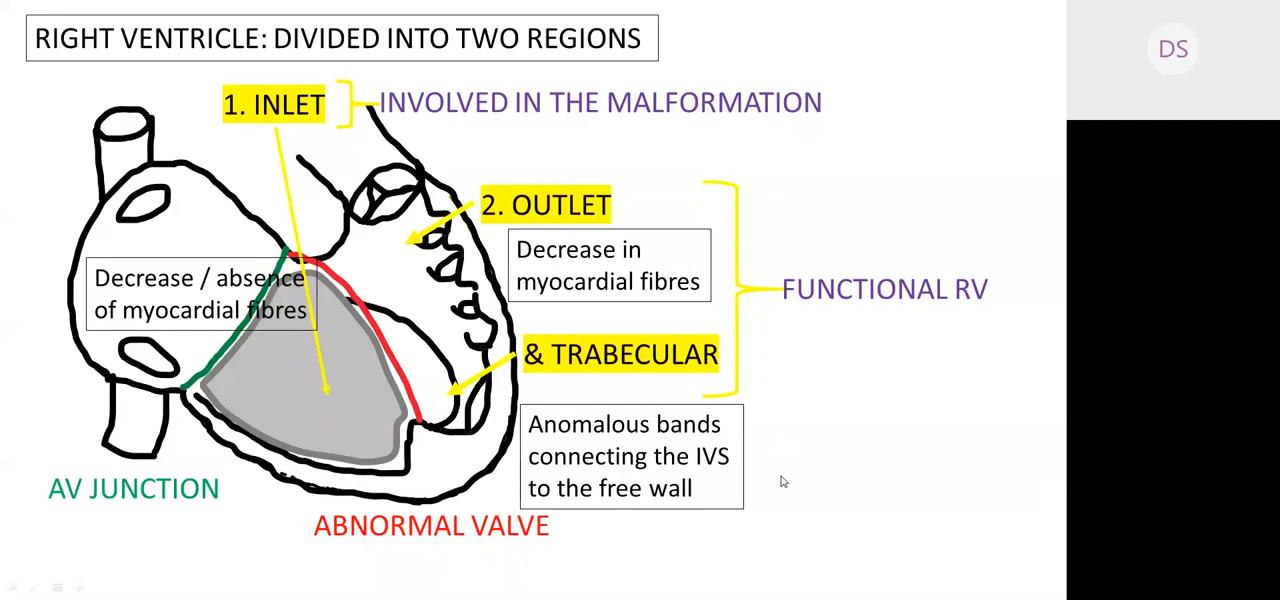 RIGHT VENTRICLE: DIVIDED INTO TWO REGIONS
DS
1. INLET
INVOLVED IN THE MALFORMATION
2. OUTLET
Decrease in
myocardial fibres
Decrease / absence
of myocardial fibres
FUNCTIONAL RV
& TRABECULAR
Anomalous bands
connecting the IVS
to the free wall
AV JUNCTION
ABNORMAL VALVE